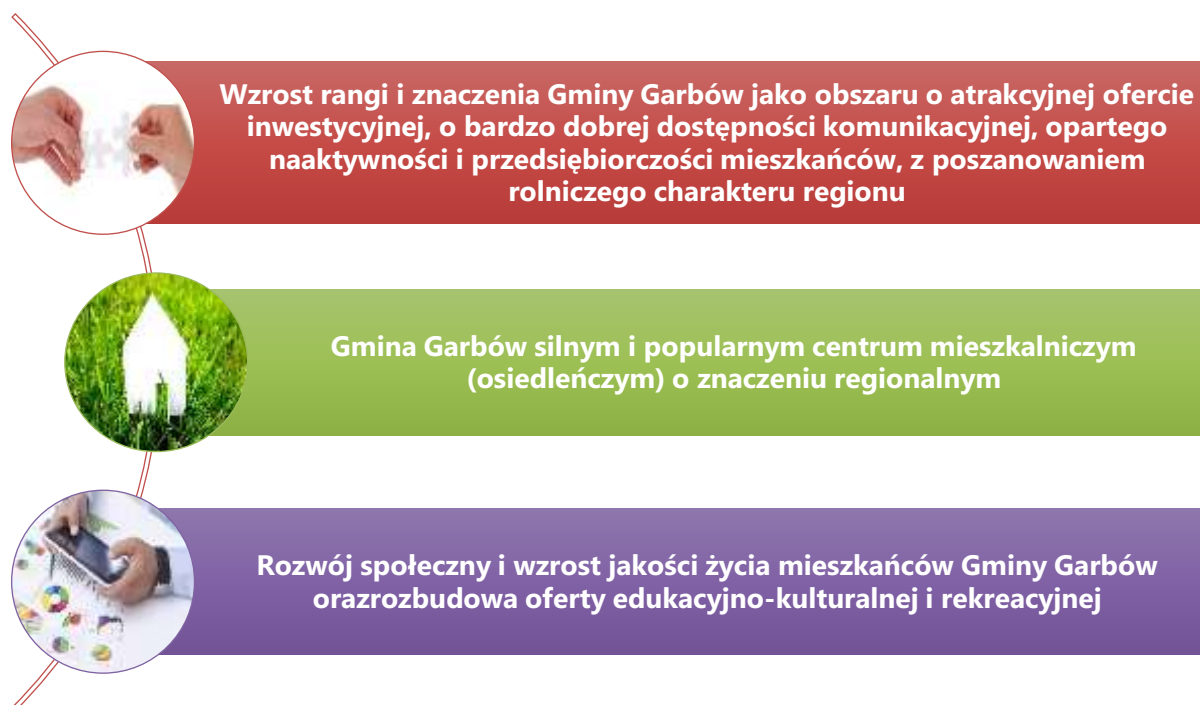 Wzrost rangi i znaczenia Gminy Garbów jako obszaru o atrakcyjnej ofercie
inwestycyjnej, o bardzo dobrej dostępności komunikacyjnej, opartego
naaktywności i przedsiębiorczości mieszkańców, z poszanowaniem
rolniczego charakteru regionu
Gmina Garbów silnym i popularnym centrum mieszkalniczym
(osiedleńczym) o znaczeniu regionalnym
Rozwój społeczny i wzrost jakości życia mieszkańców Gminy Garbów
orazrozbudowa oferty edukacyjno-kulturalnej i rekreacyjnej